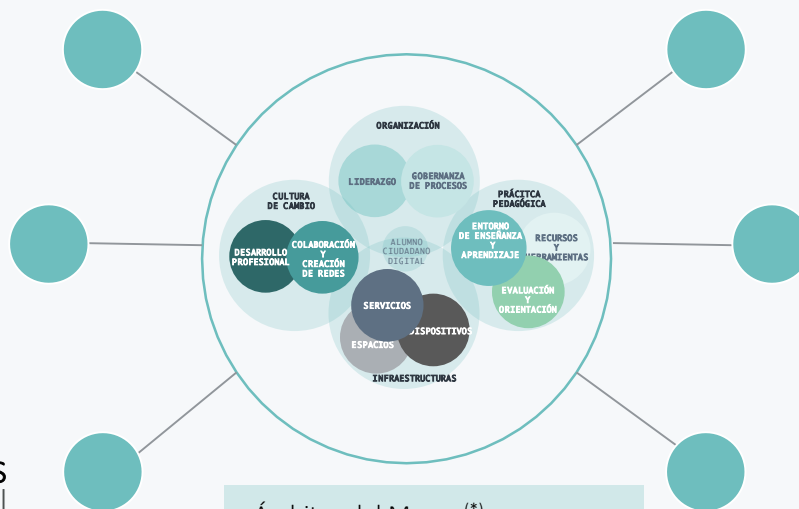 ORGANIZACIÓN
LIDERAZGO
GOBERNANZA
DE PROCESOS
CULTURA
DE CAMBIO
PRÁCITCA
PEDAGÓGICA
DESARROLLO
PROFESIONAL
COLABORACIÓN
Y
CREACIÓN
DE REDES
ALUMNO
CIUDADANO
DIGITAL
ENTORNO
DE ENSEÑANZA
Y
APRENDIZAJE
RECURSOS
Y
EVALUACIÓN
Y
ORIENTACIÓN
SERVICIOS
ESPACIOS
DISPOSITIVOS
INFRAESTRUCTURAS
S
(*)